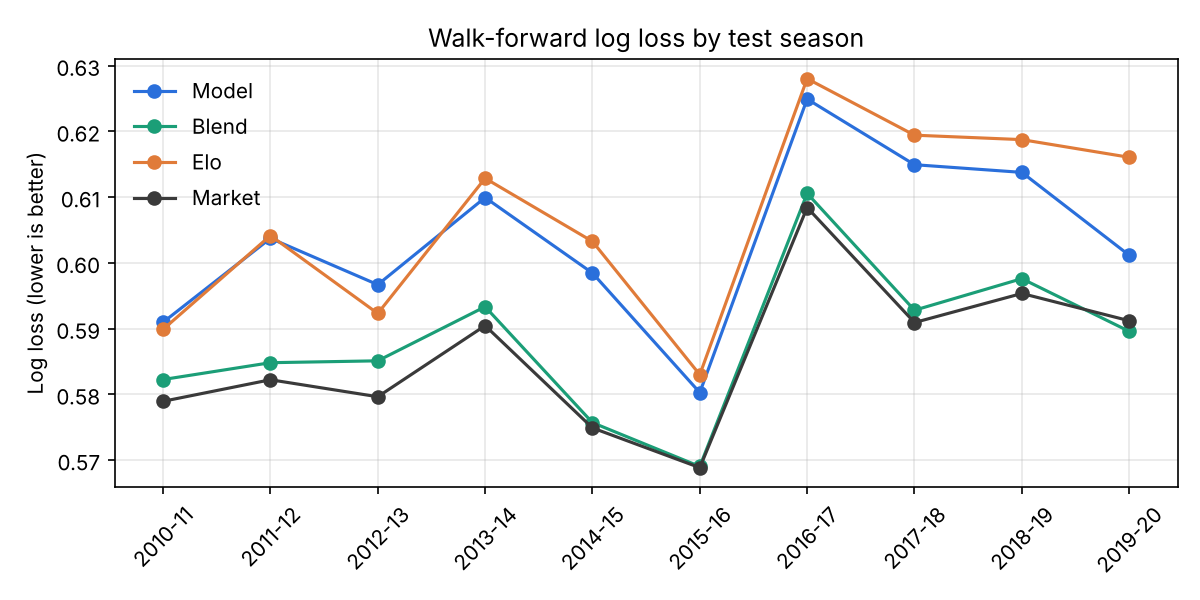 Walk-forward log loss by test season
Log loss (lower is better)
0.63
0.62
0.61
0.60
0.59
0.58
0.57
Model
Blend
Elo
Market
2010-11
2011-12
2012-13
2013-14
2014-15
2015-16
2016-17
2017-18
2018-19
2019-20